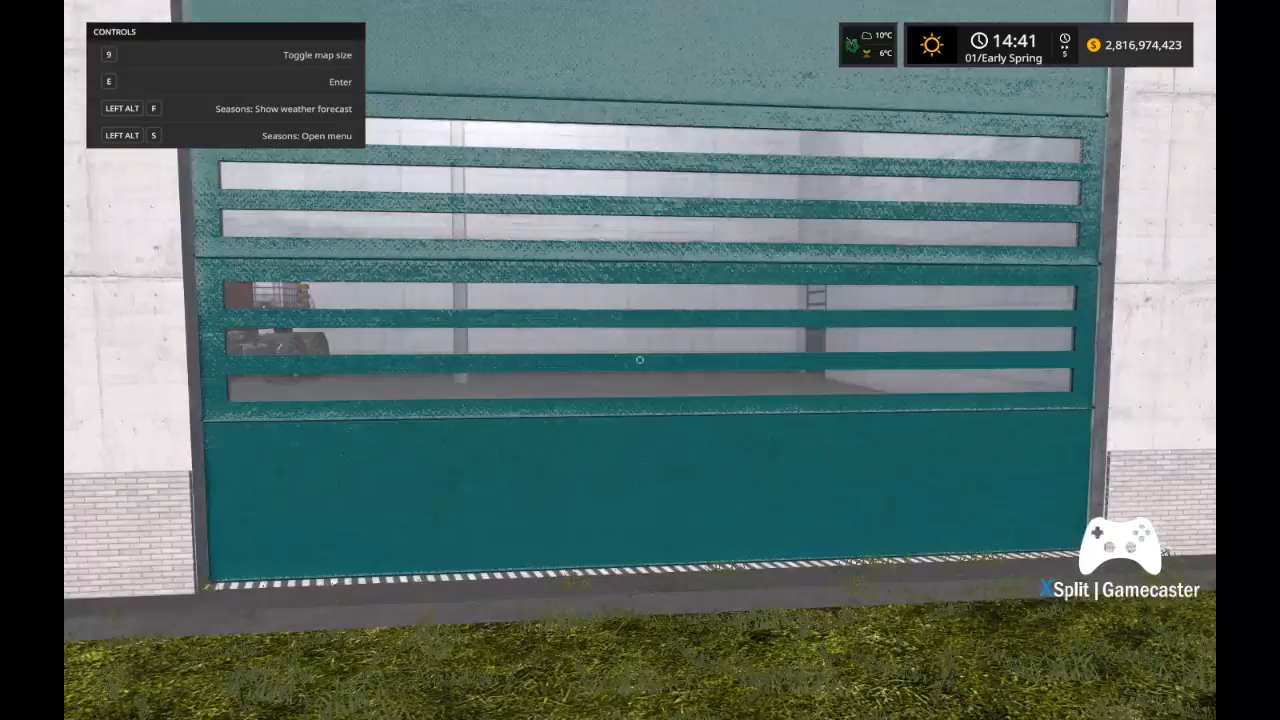 CONTROLS
9 Toggle map size
E Enter
LEFT ALT F Seasons: Show weather forecast
LEFT ALT S Seasons: Open menu
10°C
6°C
14:41
01/Early Spring
5
2,816,974,423
XSplit | Gamecaster